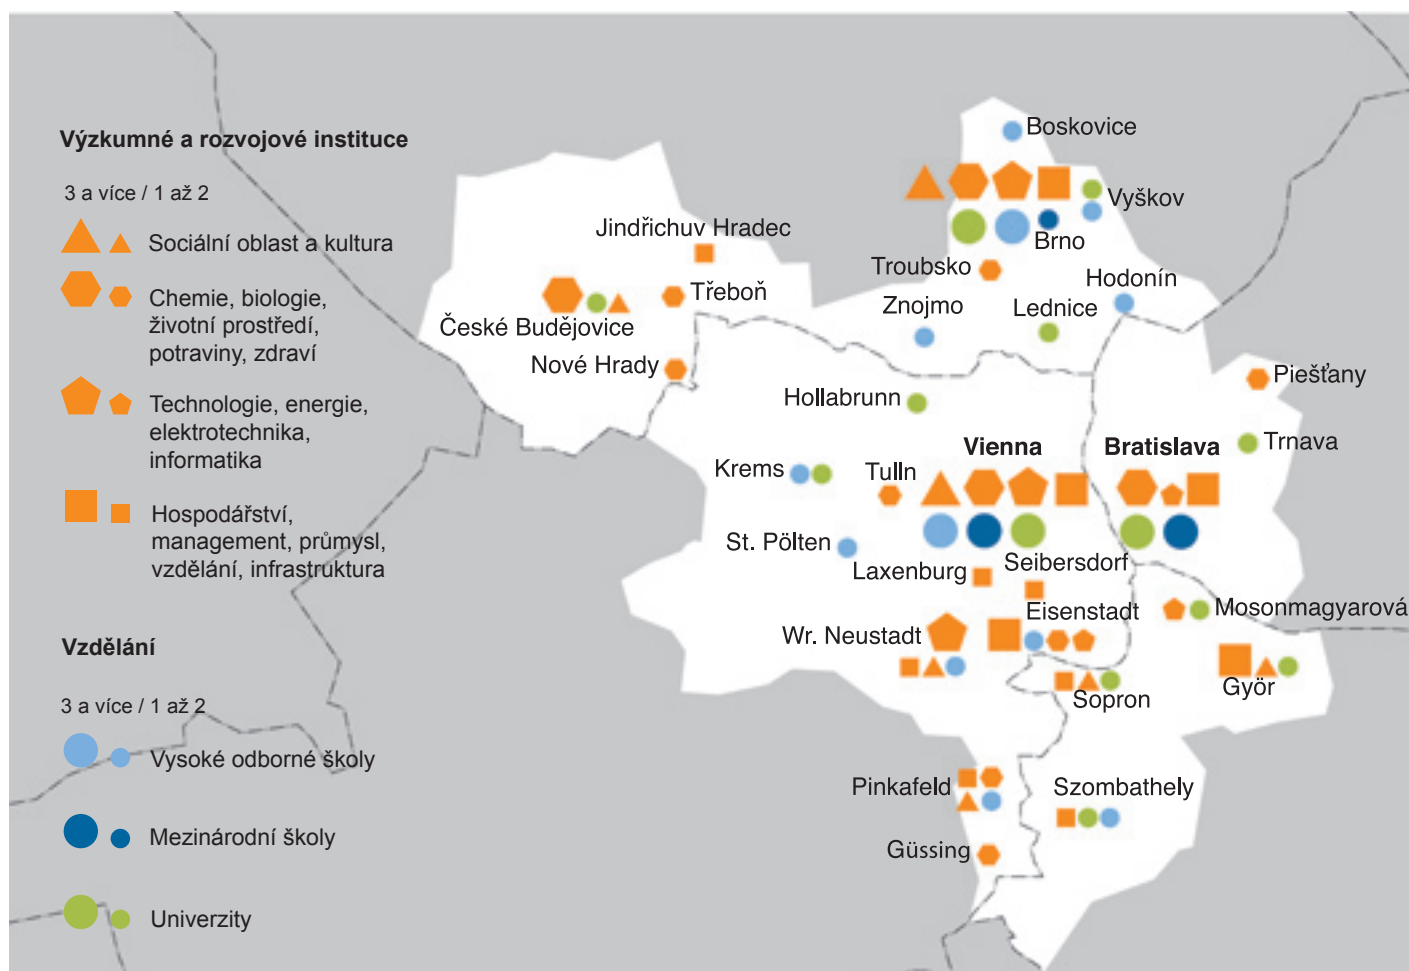 Výzkumné a rozvojové instituce
3 a více / 1 až 2
Sociální oblast a kultura
Chemie, biologie,
životní prostředí,
potraviny, zdraví
Technologie, energie,
elektrotechnika,
informatika
Hospodářství,
management, průmysl,
vzdělání, infrastruktura
Vzdělání
3 a více / 1 až 2
Vysoké odborné školy
Mezinárodní školy
Univerzity
Boskovice
Vyškov
Brno
Jindřichuv Hradec
Troubsko
Hodonín
Třeboň
Znojmo
Lednice
České Budějovice
Nové Hrady
Piešťany
Hollabrunn
Trnava
Vienna
Bratislava
Krems
Tulln
St. Pölten
Laxenburg
Seibersdorf
Mosonmagyarová
Eisenstadt
Wr. Neustadt
Sopron
Györ
Pinkafeld
Szombathely
Güssing